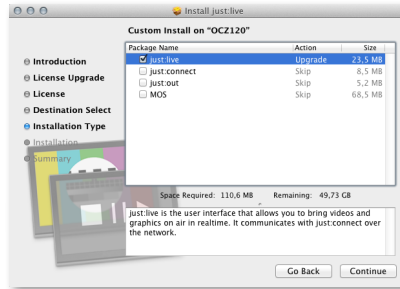 Install just:live
Custom Install on "OCZ120"
Introduction
License Upgrade
License
Destination Select
Installation Type
Installation
Summary
Package Name Action Size
just:live Upgrade 23,5 MB
just:connect Skip 8,5 MB
just:out Skip 5,2 MB
MOS Skip 68,5 MB
Space Required: 110,6 MB Remaining: 49,73 GB
just:live is the user interface that allows you to bring videos and
graphics on air in realtime. It communicates with just:connect over
the network.
Go Back Continue